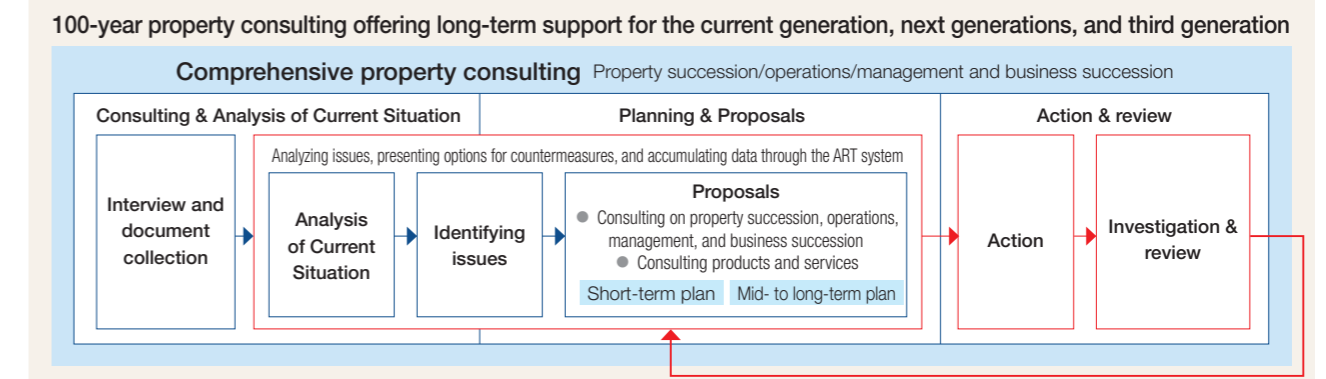 100-year property consulting offering long-term support for the current generation, next generations, and third generation
Comprehensive property consulting Property succession/operations/management and business succession
Consulting & Analysis of Current Situation
Planning & Proposals
Action & review
Analyzing issues, presenting options for countermeasures, and accumulating data through the ART system
Interview and
document
collection
Analysis
of Current
Situation
Identifying
issues
Proposals
● Consulting on property succession, operations,
management, and business succession
● Consulting products and services
Short-term plan
Mid- to long-term plan
Action
Investigation &
review